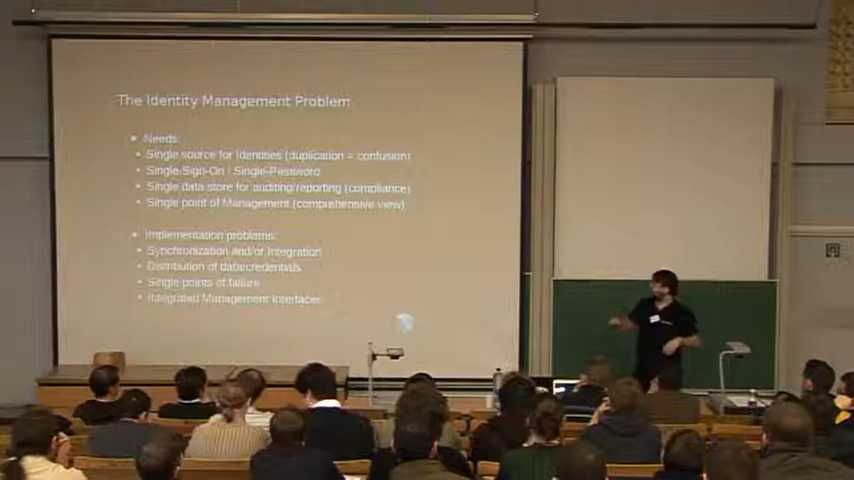 The Identity Management Problem
Needs:
Single source for Identities (duplication = confusion)
Single-Sign-On / Single-Password
Single data store for auditing/reporting (compliance)
Single point of Management (comprehensive view)
Implementation problems:
Synchronization and/or Integration
Distribution of data/credentials
Single points of failure
Integrated Management Interfaces